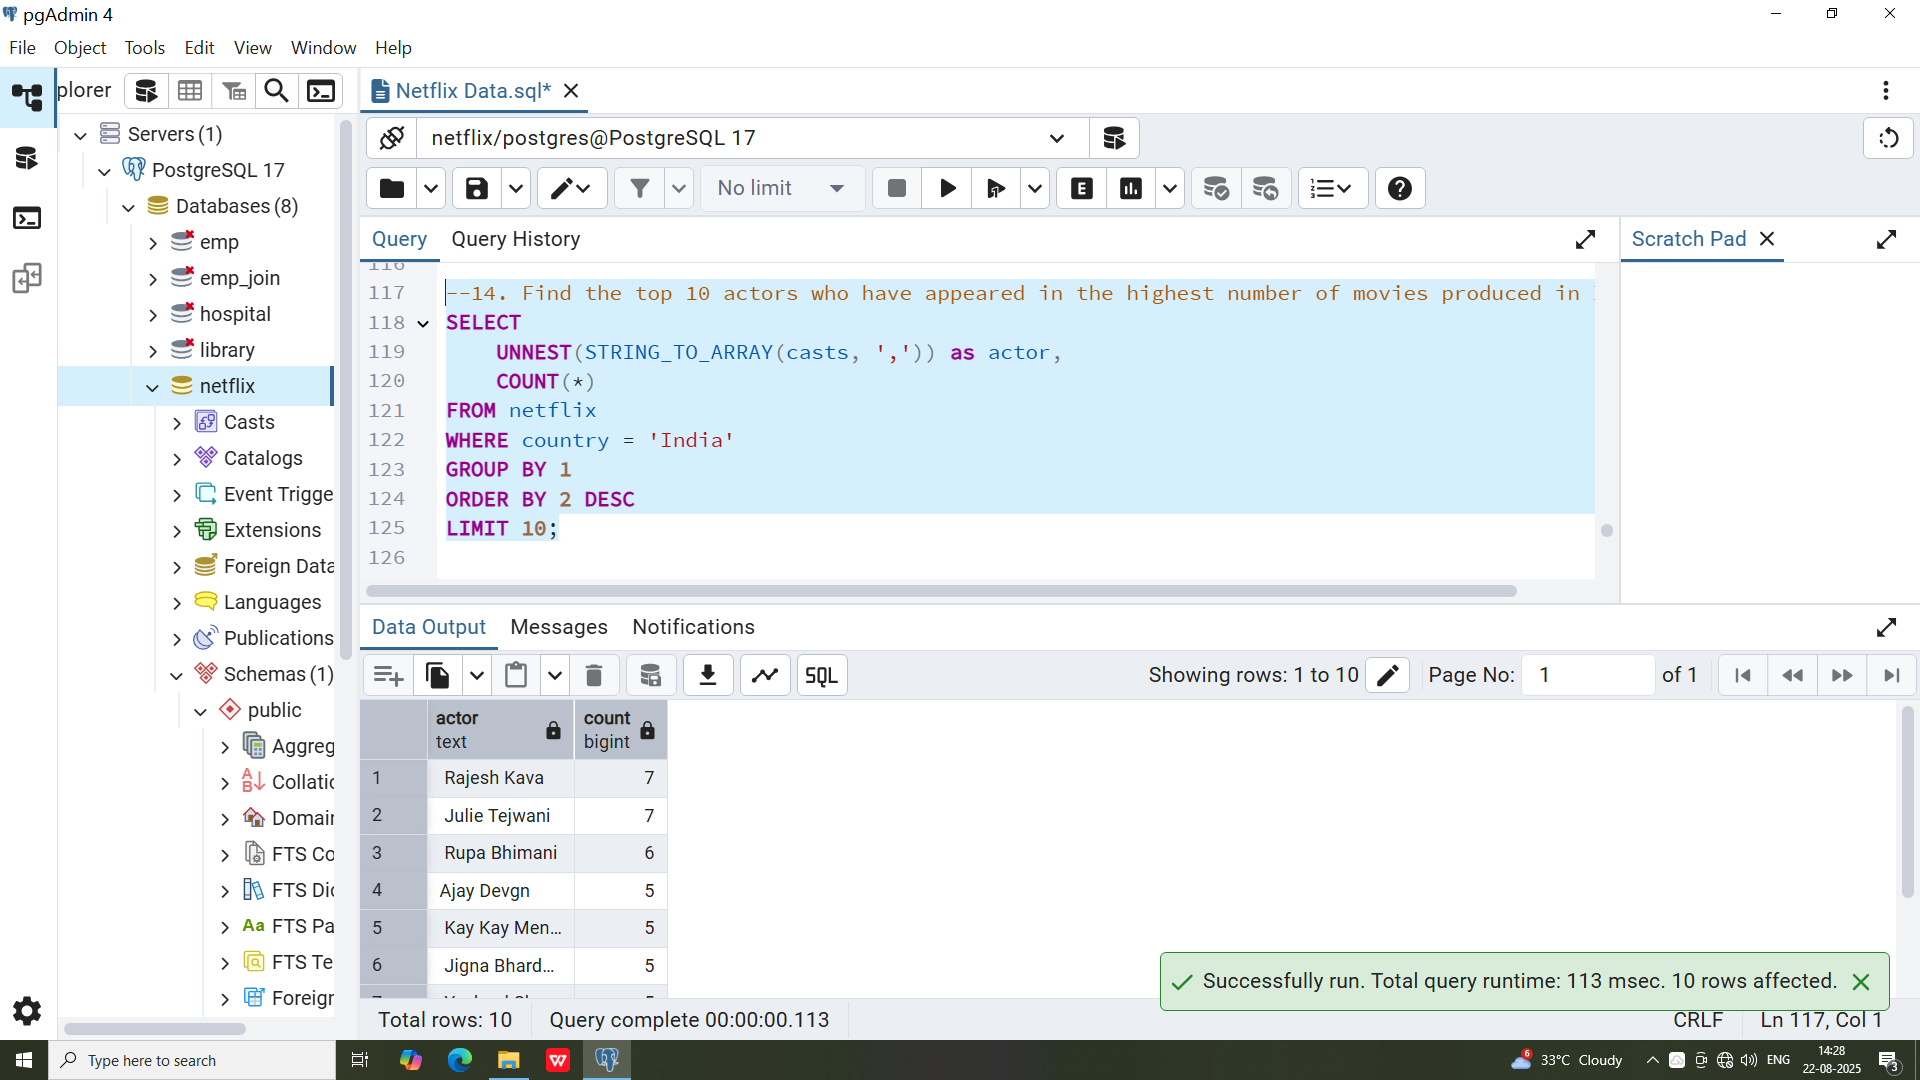 pgAdmin 4
File Object Tools Edit View Window Help
plorer
Netflix Data.sql*
Servers (1)
PostgreSQL 17
Databases (8)
emp
emp_join
hospital
library
netflix
Casts
Catalogs
Event Trigge
Extensions
Foreign Data
Languages
Publications
Schemas (1)
public
Aggreg
Collatio
Domain
FTS Co
FTS Dic
FTS Pa
FTS Te
Foreign
netflix/postgres@PostgreSQL 17
No limit
Query Query History
Scratch Pad
116
117 --14. Find the top 10 actors who have appeared in the highest number of movies produced in
118 SELECT
119 UNNEST(STRING_TO_ARRAY(casts, ',')) as actor,
120 COUNT(*)
121 FROM netflix
122 WHERE country = 'India'
123 GROUP BY 1
124 ORDER BY 2 DESC
125 LIMIT 10;
126
Data Output Messages Notifications
SQL
Showing rows: 1 to 10 Page No: 1 of 1
actor text count bigint
1 Rajesh Kava 7
2 Julie Tejwani 7
3 Rupa Bhimani 6
4 Ajay Devgn 5
5 Kay Kay Men... 5
6 Jigna Bhard... 5
Successfully run. Total query runtime: 113 msec. 10 rows affected.
Total rows: 10 Query complete 00:00:00.113 CRLF Ln 117, Col 1
Type here to search
33°C Cloudy
ENG
14:28
22-08-2025
3